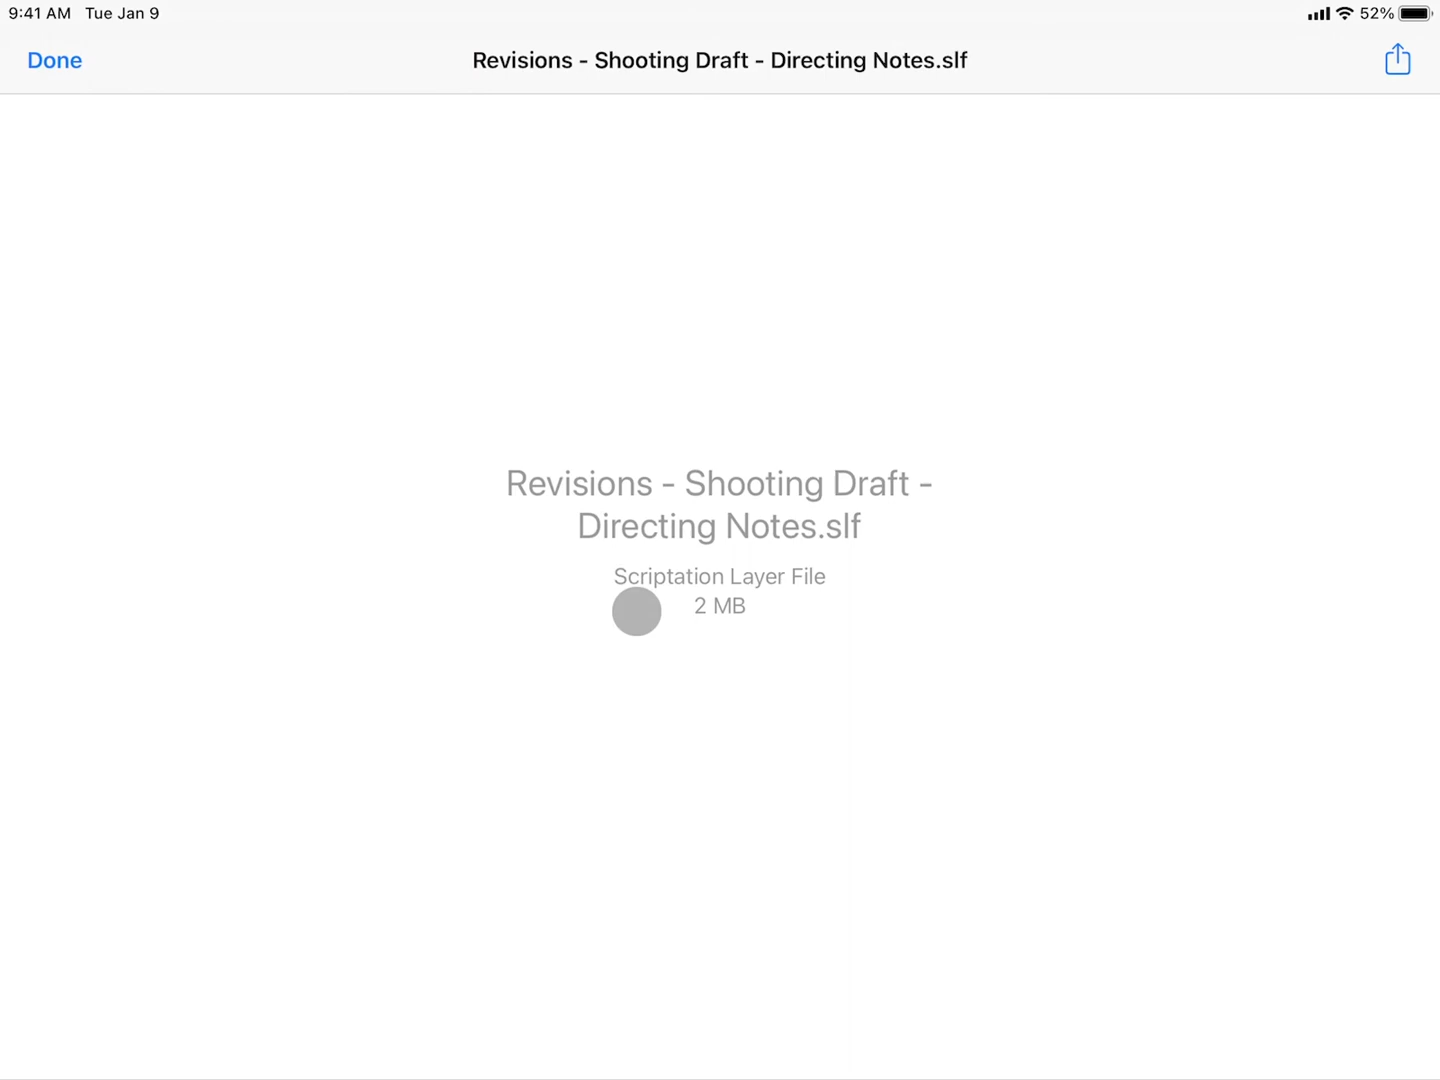 9:41 AM Tue Jan 9
52%
Done
Revisions - Shooting Draft - Directing Notes.slf
Revisions - Shooting Draft -
Directing Notes.slf
Scriptation Layer File
2 MB